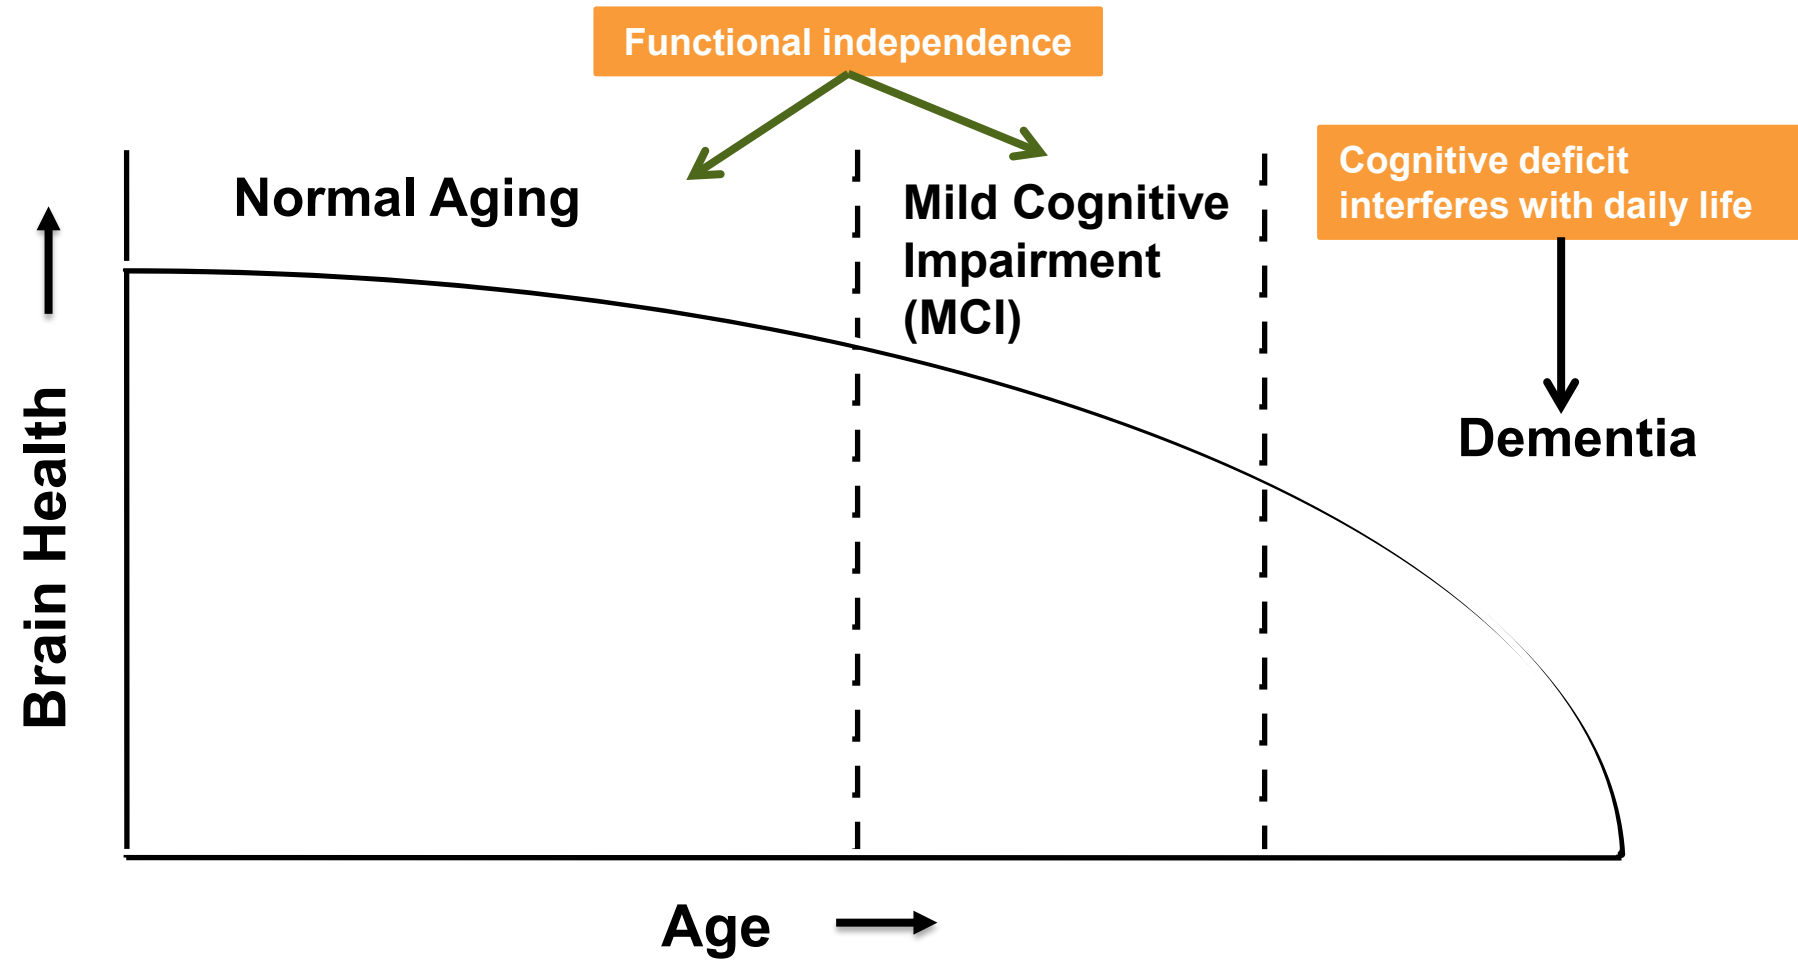 Functional independence
Normal Aging
Mild Cognitive
Impairment
(MCI)
Cognitive deficit
interferes with daily life
Dementia
Brain Health
Age